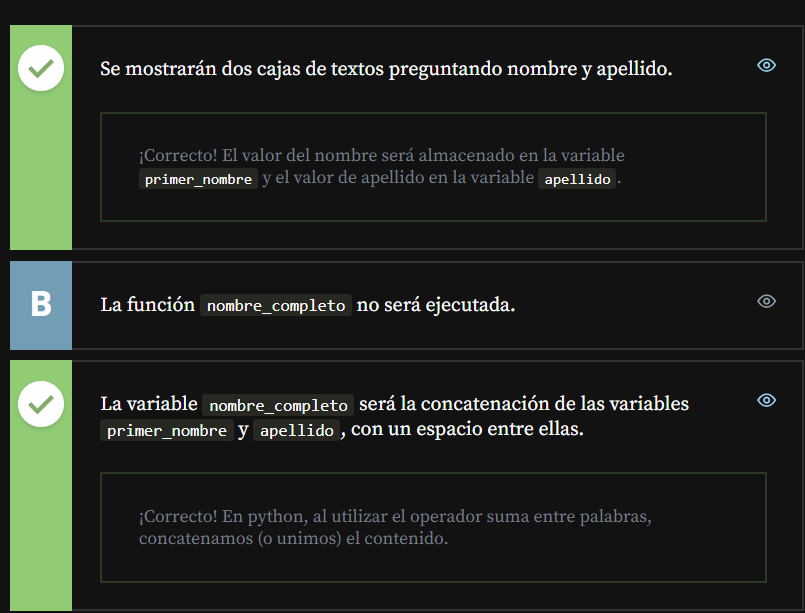 Se mostrarán dos cajas de textos preguntando nombre y apellido.
¡Correcto! El valor del nombre será almacenado en la variable
primer_nombre y el valor de apellido en la variable apellido.
B
La función nombre_completo no será ejecutada.
La variable nombre_completo será la concatenación de las variables
primer_nombre y apellido, con un espacio entre ellas.
¡Correcto! En python, al utilizar el operador suma entre palabras,
concatenamos (o unimos) el contenido.